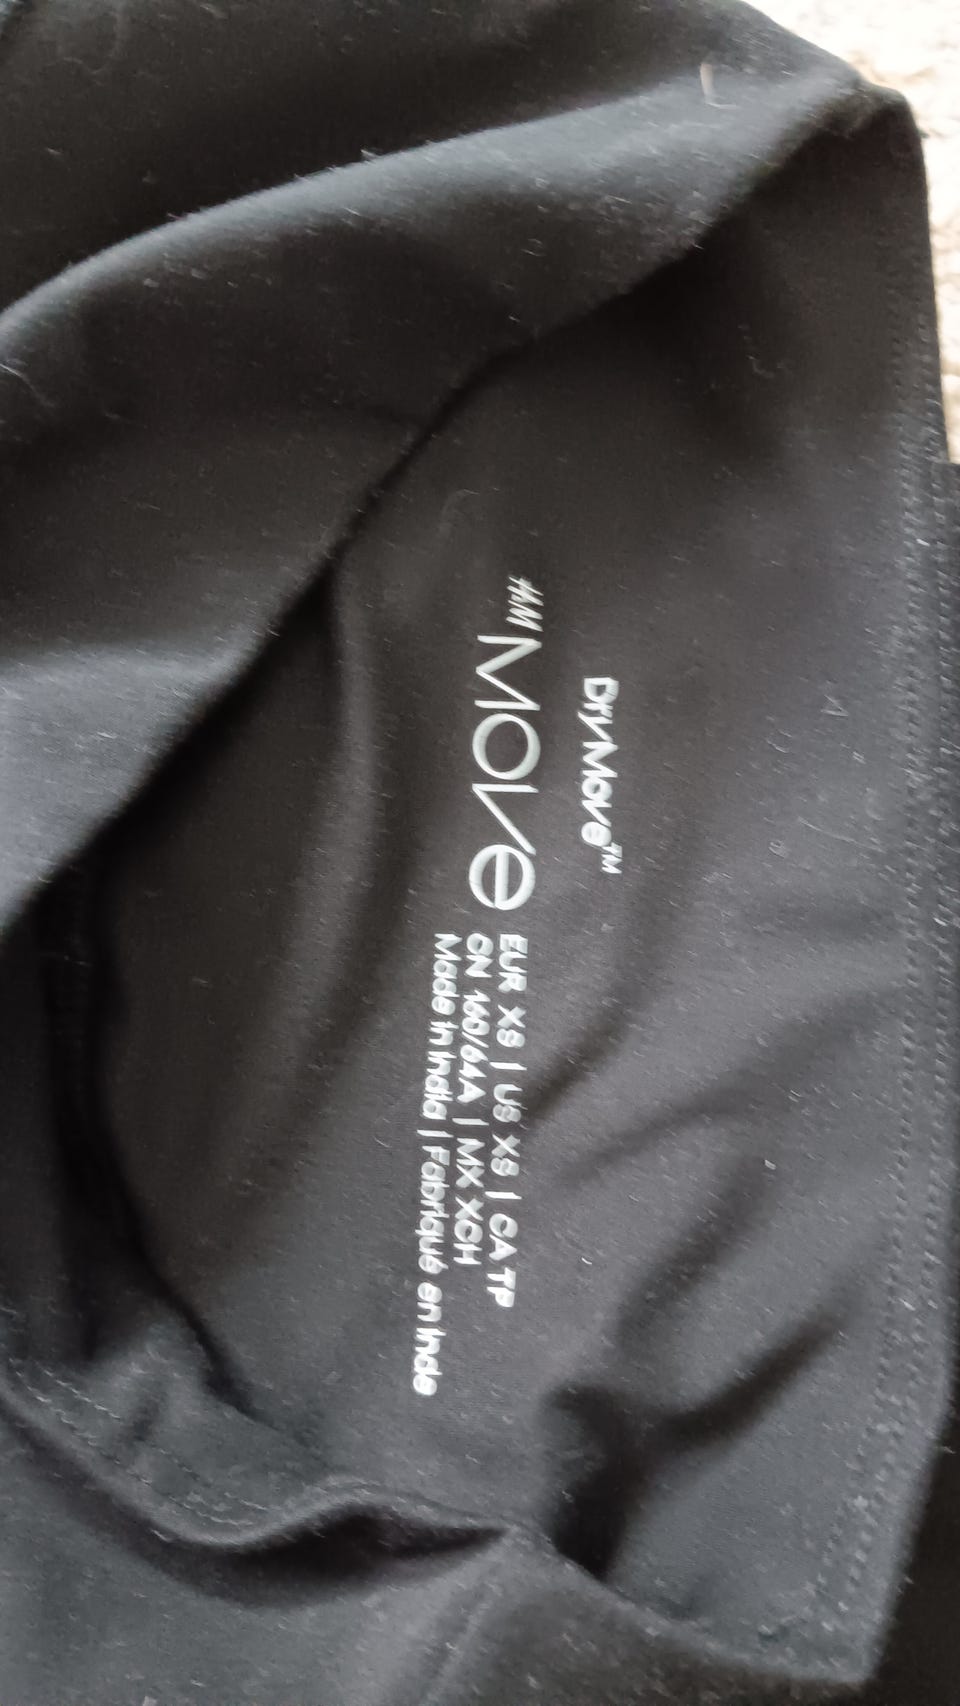 DryMove™
H&M Move
EUR XS | US XS | CA TP
CN 160/64A | MX XCH
Made in India | Fabriqué en Inde